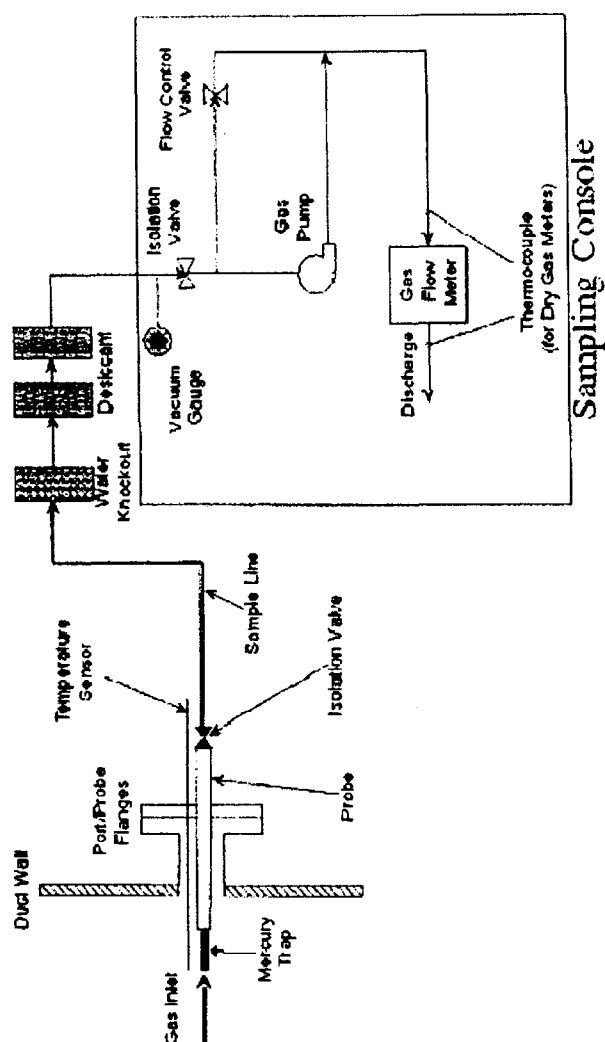 Gas Inlet
Mercury
Trap
Duct Wall
Port/Probe
Flanges
Probe
Temperature
Sensor
Isolation Valve
Sample Line
Water
Knockout
Desiccant
Vacuum
Gauge
Isolation
Valve
Flow Control
Valve
Gas
Pump
Discharge
Gas
Flow
Meter
Thermocouple
(for Dry Gas Meters)
Sampling Console